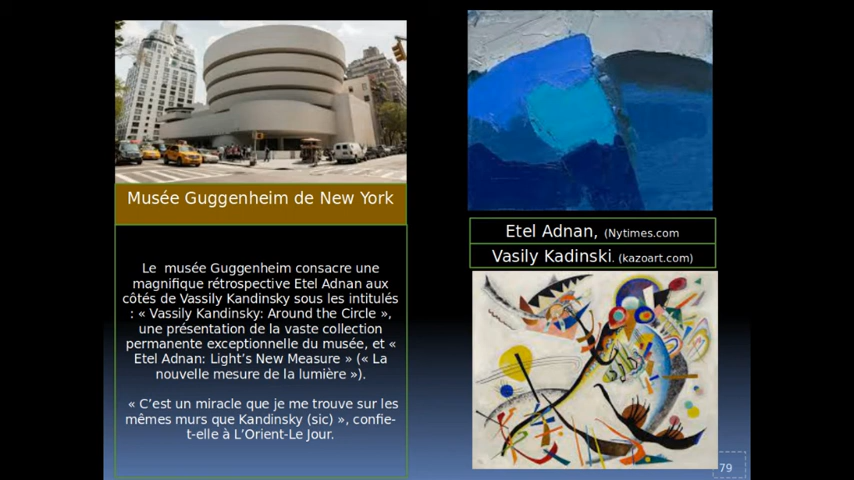 Musée Guggenheim de New York
Le musée Guggenheim consacre une
magnifique rétrospective Etel Adnan aux
côtés de Vassily Kandinsky sous les intitulés
: « Vassily Kandinsky: Around the Circle »,
une présentation de la vaste collection
permanente exceptionnelle du musée, et «
Etel Adnan: Light’s New Measure » (« La
nouvelle mesure de la lumière »).
« C’est un miracle que je me trouve sur les
mêmes murs que Kandinsky (sic) », confie-
t-elle à L’Orient-Le Jour.
Etel Adnan, (Nytimes.com
Vasily Kadinski. (kazoart.com)
79